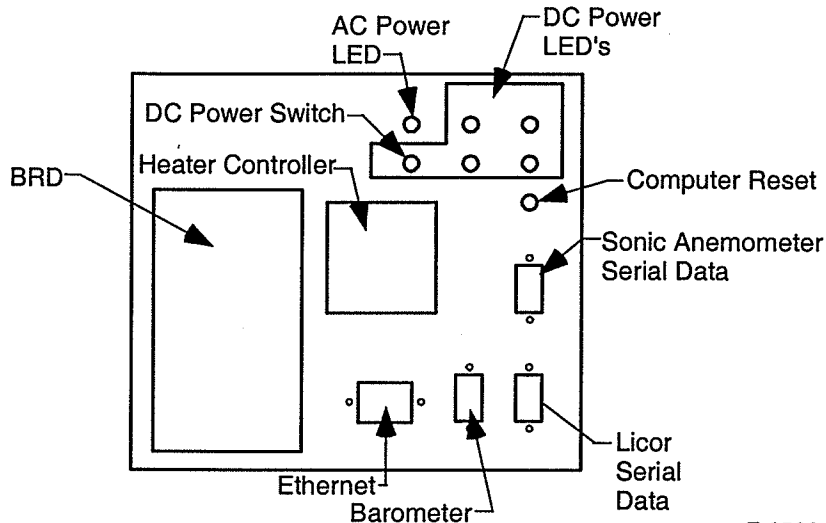 AC Power
LED
DC Power
LED's
DC Power Switch
Heater Controller
BRD
Computer Reset
Sonic Anemometer
Serial Data
Licor
Serial
Data
Ethernet
Barometer